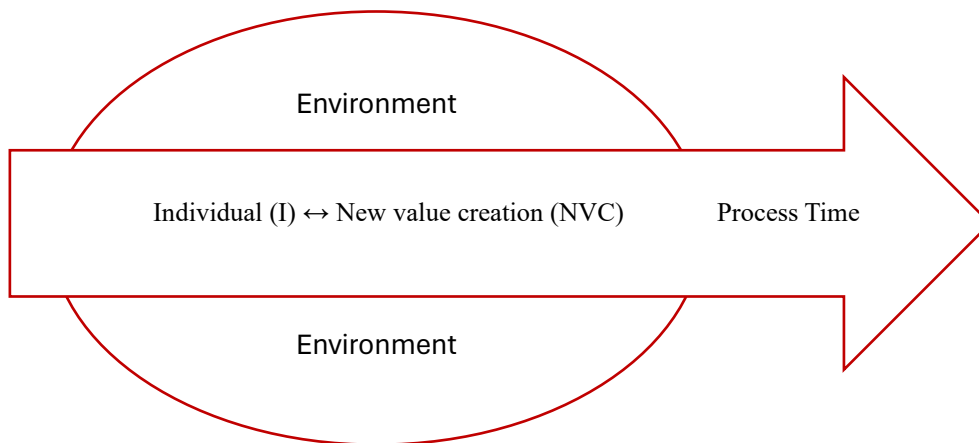 Environment
Individual (I) ↔ New value creation (NVC) Process Time
Environment